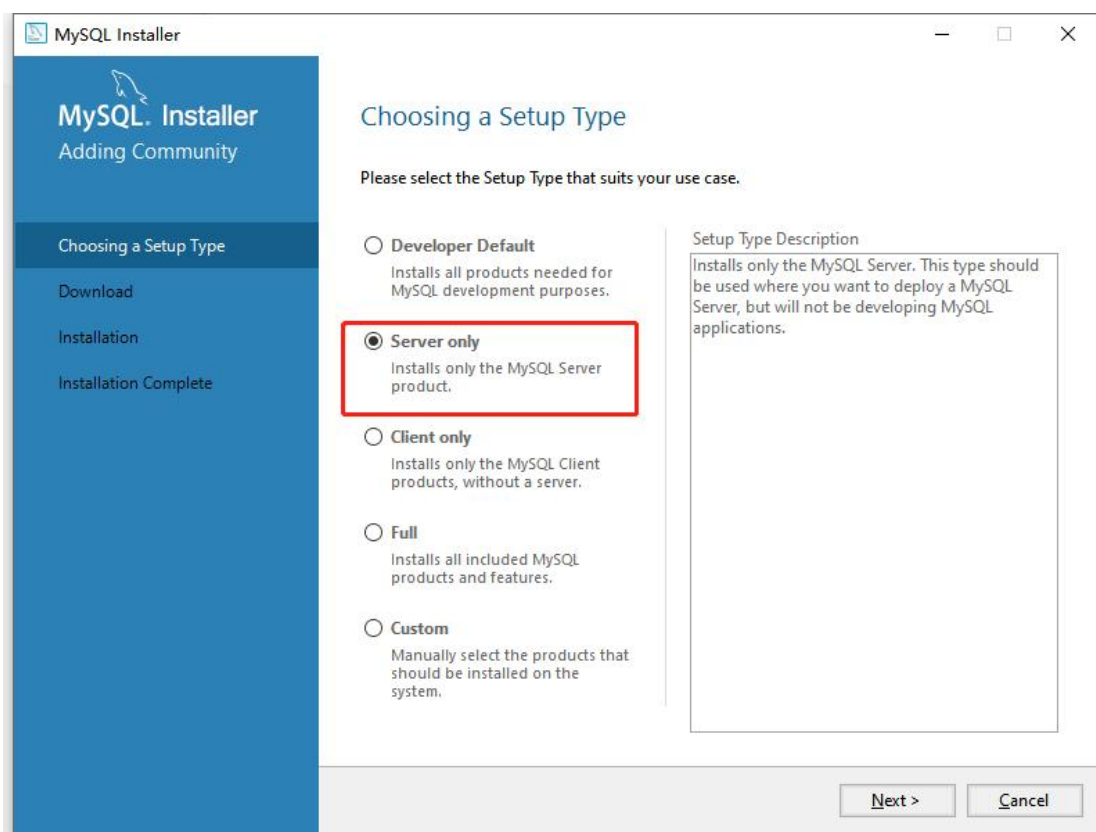 MySQL Installer
MySQL. Installer
Adding Community
Choosing a Setup Type
Download
Installation
Installation Complete
Choosing a Setup Type
Please select the Setup Type that suits your use case.
Developer Default
Installs all products needed for
MySQL development purposes.
Server only
Installs only the MySQL Server
product.
Client only
Installs only the MySQL Client
products, without a server.
Full
Installs all included MySQL
products and features.
Custom
Manually select the products that
should be installed on the
system.
Setup Type Description
Installs only the MySQL Server. This type should
be used where you want to deploy a MySQL
Server, but will not be developing MySQL
applications.
Next >
Cancel